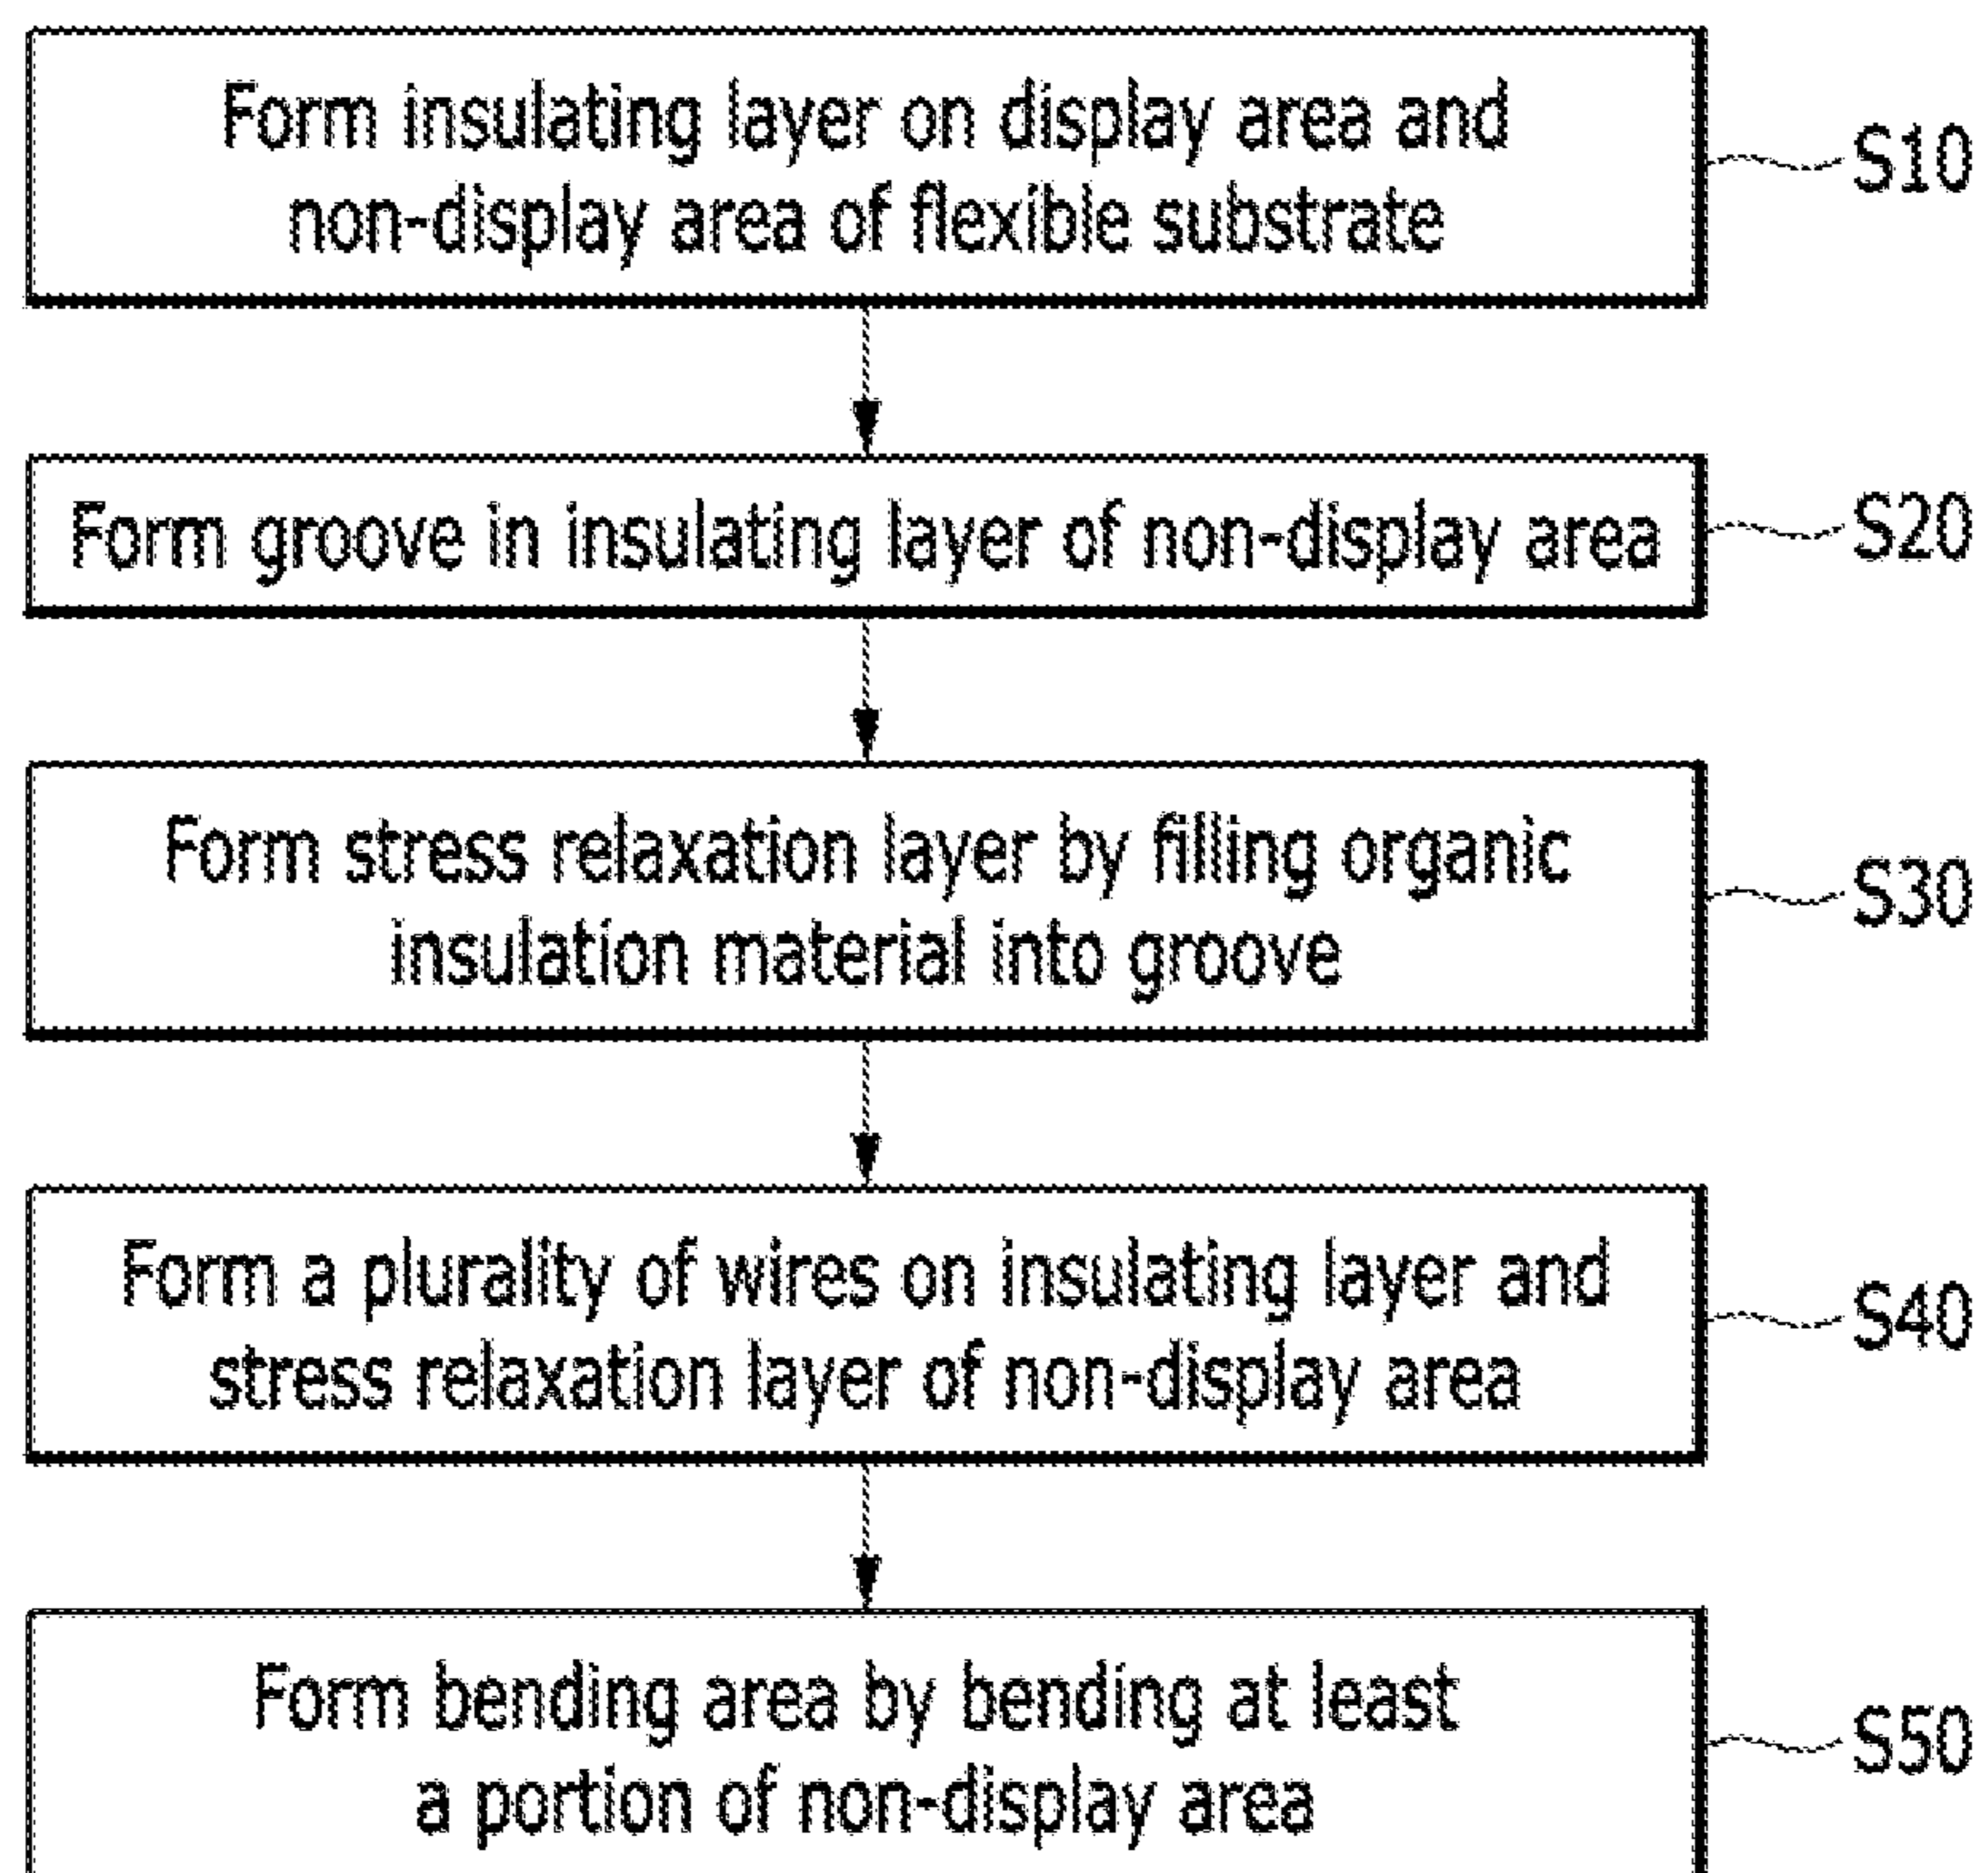 Form insulating layer on display area and
non-display area of flexible substrate
S10
Form groove in insulating layer of non-display area
S20
Form stress relaxation layer by filling organic
insulation material into groove
S30
Form a plurality of wires on insulating layer and
stress relaxation layer of non-display area
S40
Form bending area by bending at least
a portion of non-display area
S50